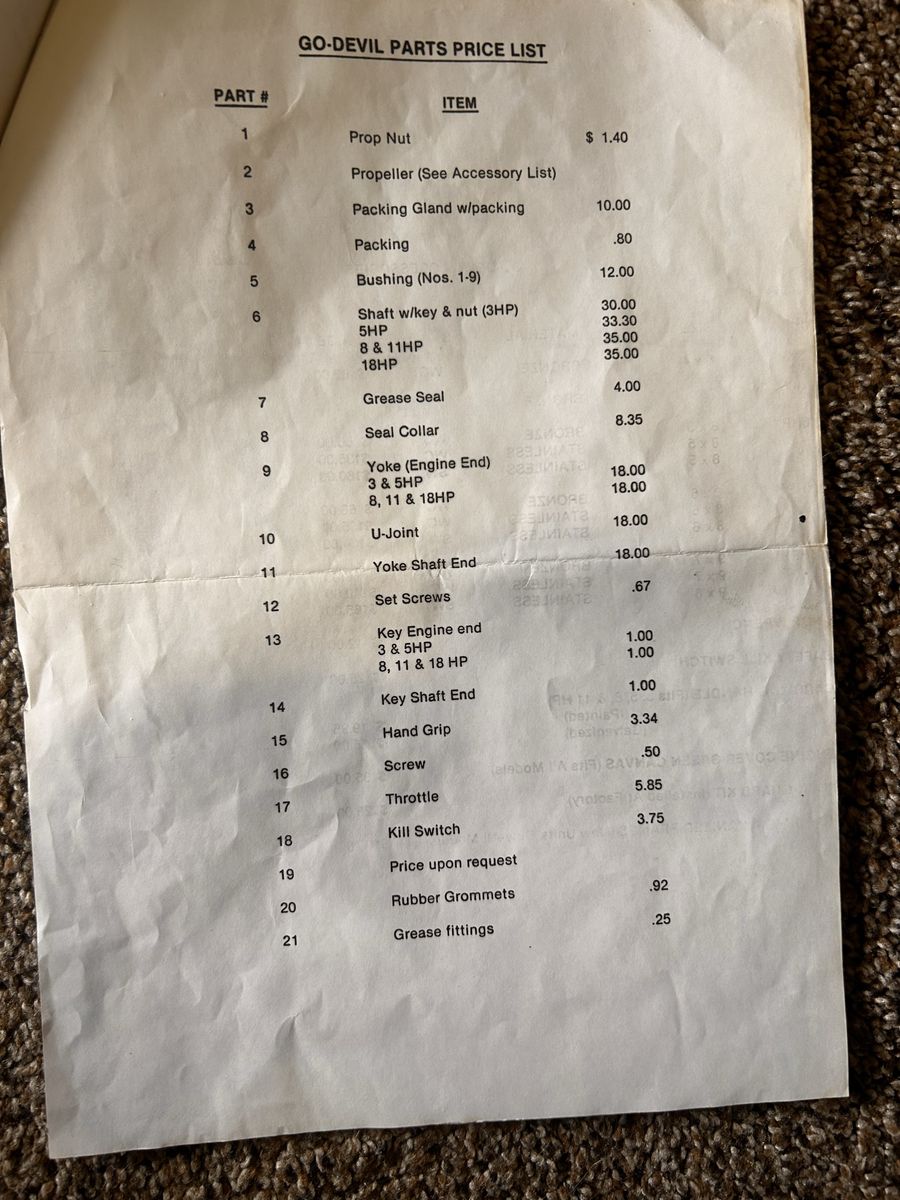 GO-DEVIL PARTS PRICE LIST
PART # ITEM
1 Prop Nut $ 1.40
2 Propeller (See Accessory List)
3 Packing Gland w/packing 10.00
4 Packing .80
5 Bushing (Nos. 1-9) 12.00
6 Shaft w/key & nut (3HP) 30.00
5HP 33.30
8 & 11HP 35.00
18HP 35.00
7 Grease Seal 4.00
8 Seal Collar 8.35
9 Yoke (Engine End)
3 & 5HP 18.00
8, 11 & 18HP 18.00
10 U-Joint 18.00
11 Yoke Shaft End 18.00
12 Set Screws .67
13 Key Engine end
3 & 5HP 1.00
8, 11 & 18 HP 1.00
14 Key Shaft End 1.00
15 Hand Grip 3.34
16 Screw .50
17 Throttle 5.85
18 Kill Switch 3.75
19 Price upon request
20 Rubber Grommets .92
21 Grease fittings .25